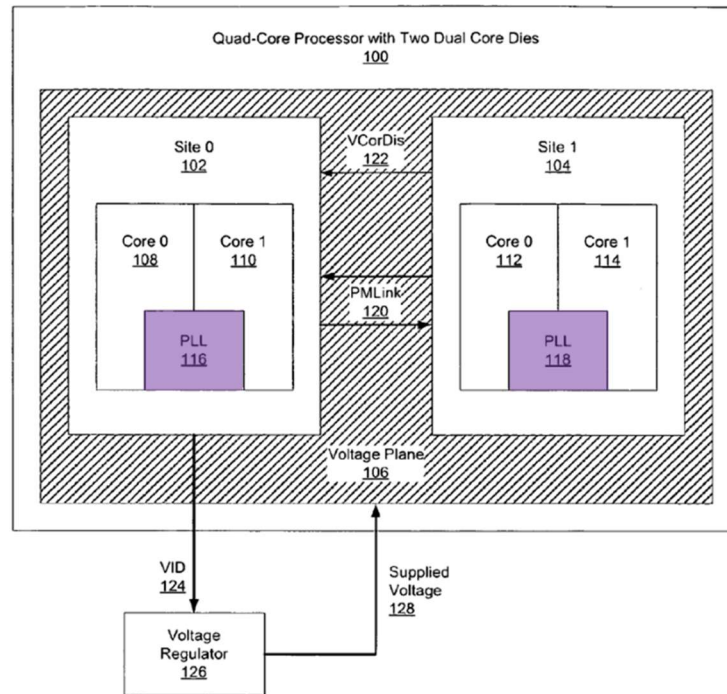 Quad-Core Processor with Two Dual Core Dies
100
Site 0
102
VCorDis
122
Site 1
104
Core 0
108
Core 1
110
Core 0
112
Core 1
114
PMLink
120
PLL
116
PLL
118
Voltage Plane
106
VID
124
Supplied
Voltage
128
Voltage
Regulator
126